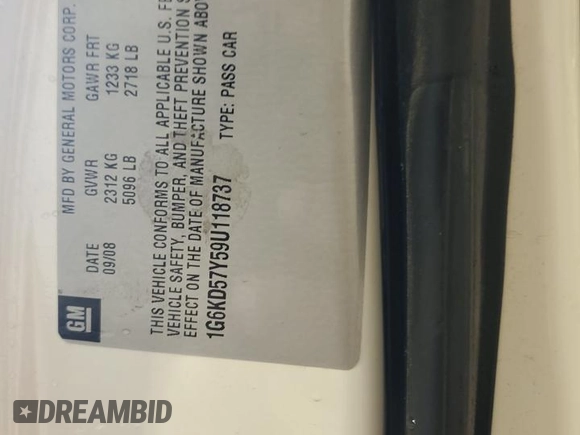 GM
MFD BY GENERAL MOTORS CORP.
DATE GVWR GAWR FRT
09/08 2312 KG 1233 KG
5096 LB 2718 LB
THIS VEHICLE CONFORMS TO ALL APPLICABLE U.S. FE
VEHICLE SAFETY, BUMPER, AND THEFT PREVENTION S
EFFECT ON THE DATE OF MANUFACTURE SHOWN ABO
1G6KD57Y59U118737 TYPE: PASS CAR
DREAMBID